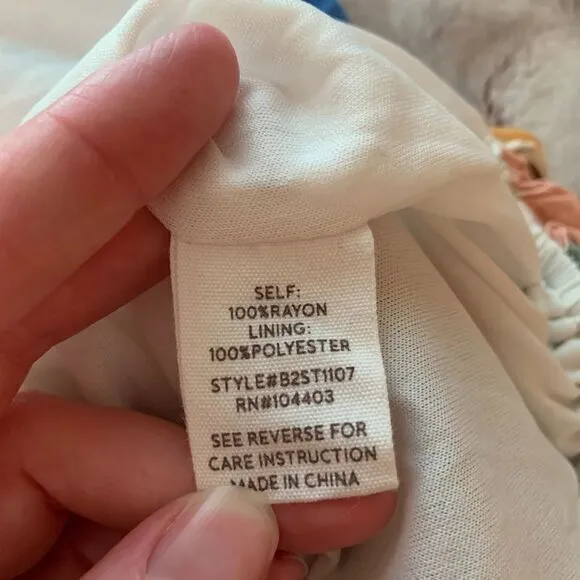 SELF:
100%RAYON
LINING:
100%POLYESTER
STYLE#B2ST1107
RN#104403
SEE REVERSE FOR
CARE INSTRUCTION
MADE IN CHINA